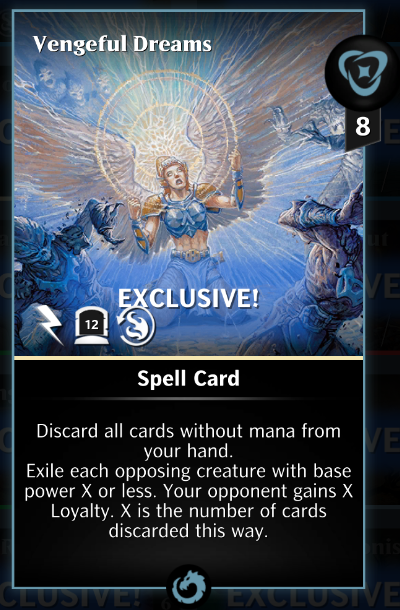 Vengeful Dreams
8
EXCLUSIVE!
12
Spell Card
Discard all cards without mana from
your hand.
Exile each opposing creature with base
power X or less. Your opponent gains X
Loyalty. X is the number of cards
discarded this way.